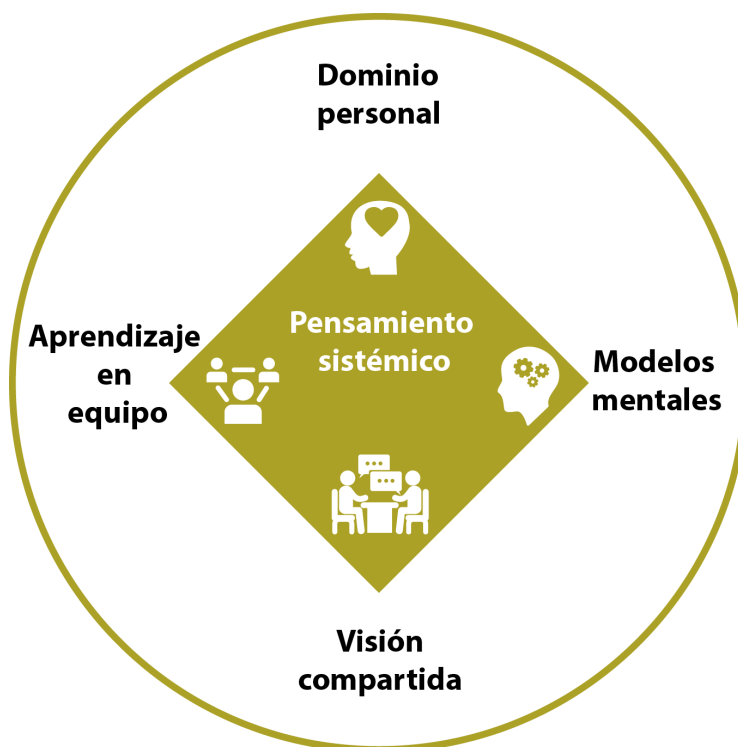 Dominio
personal
Pensamiento
sistémico
Aprendizaje
en
equipo
Modelos
mentales
Visión
compartida